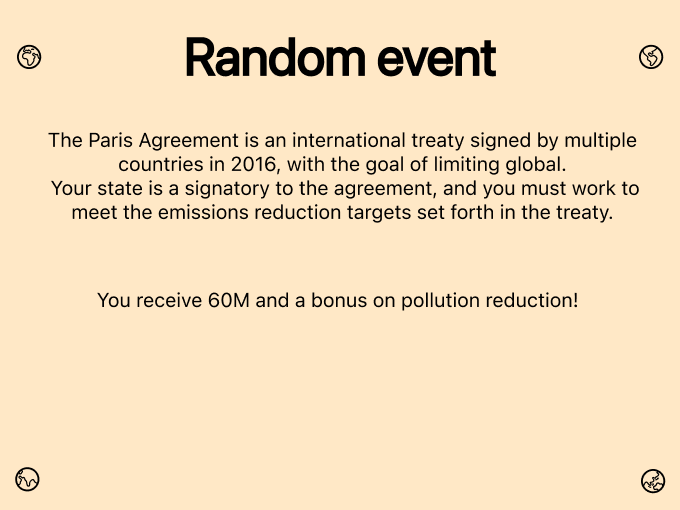 Random event
The Paris Agreement is an international treaty signed by multiple
countries in 2016, with the goal of limiting global.
Your state is a signatory to the agreement, and you must work to
meet the emissions reduction targets set forth in the treaty.
You receive 60M and a bonus on pollution reduction!